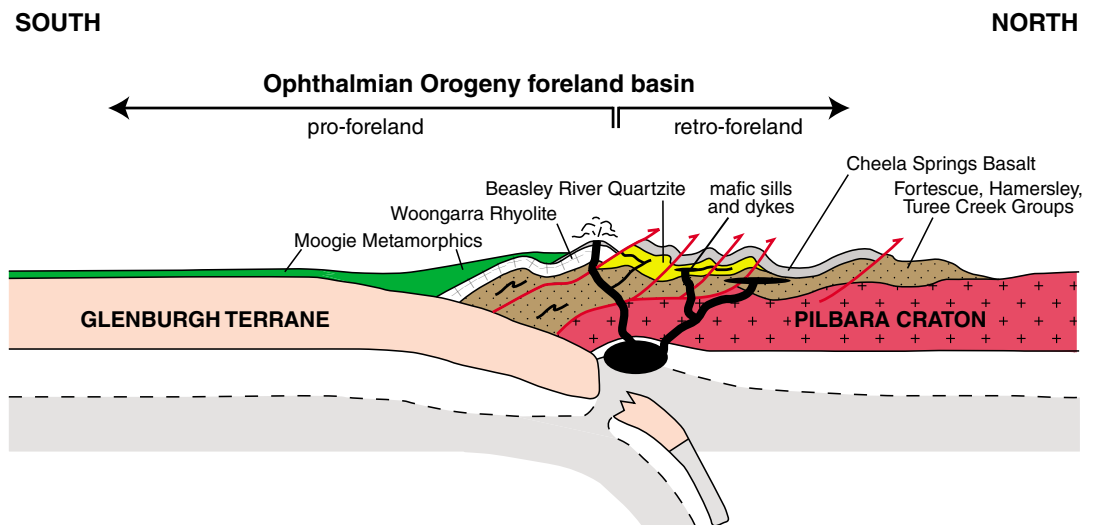 SOUTH
NORTH
Ophthalmian Orogeny foreland basin
pro-foreland
retro-foreland
Cheela Springs Basalt
Beasley River Quartzite
mafic sills
and dykes
Fortescue, Hamersley,
Turee Creek Groups
Woongarra Rhyolite
Moogie Metamorphics
GLENBURGH TERRANE
PILBARA CRATON